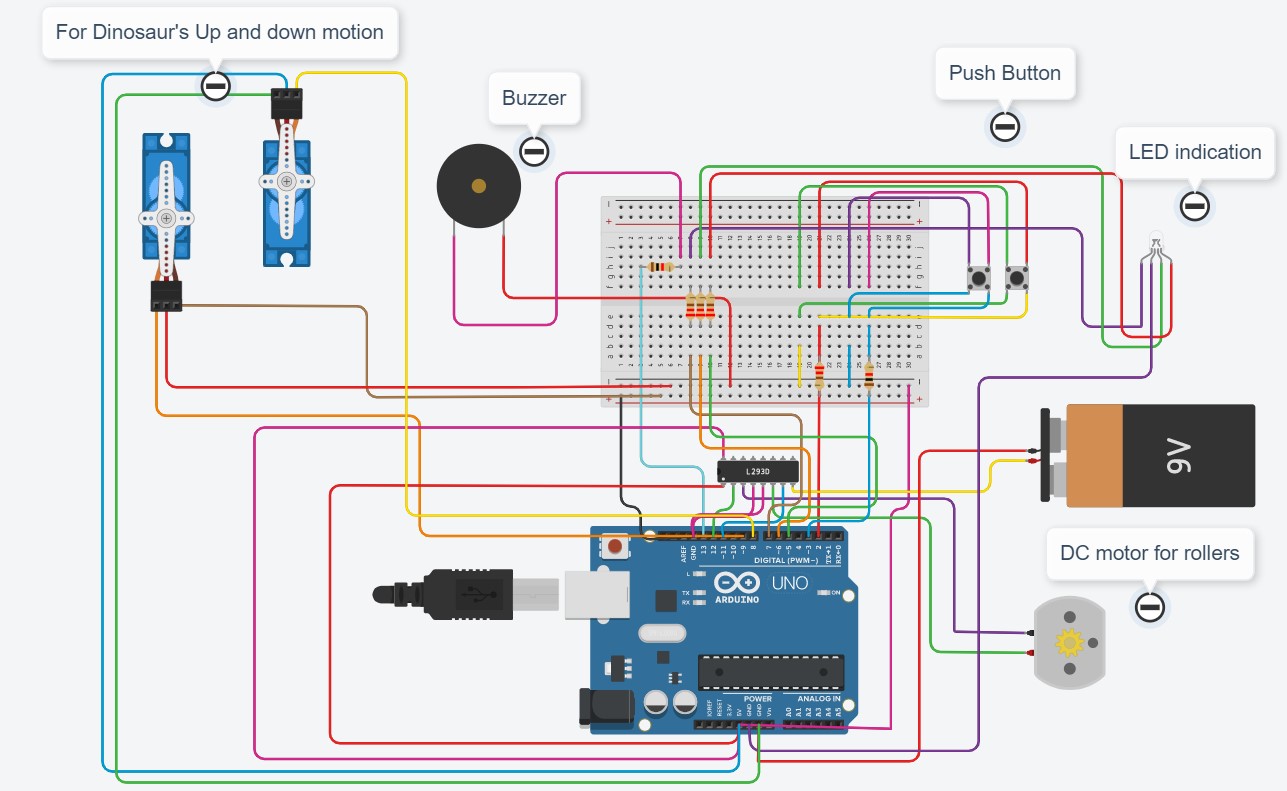 For Dinosaur's Up and down motion
Buzzer
Push Button
LED indication
L293D
9V
DC motor for rollers
AREF
GND
13
12
~11
~10
~9
8
7
~6
~5
4
~3
2
TX→1
RX←0
DIGITAL (PWM~)
L
TX
RX
ARDUINO
UNO
ON
POWER
ANALOG IN
IOREF
RESET
3.3V
5V
GND
GND
Vin
A0
A1
A2
A3
A4
A5